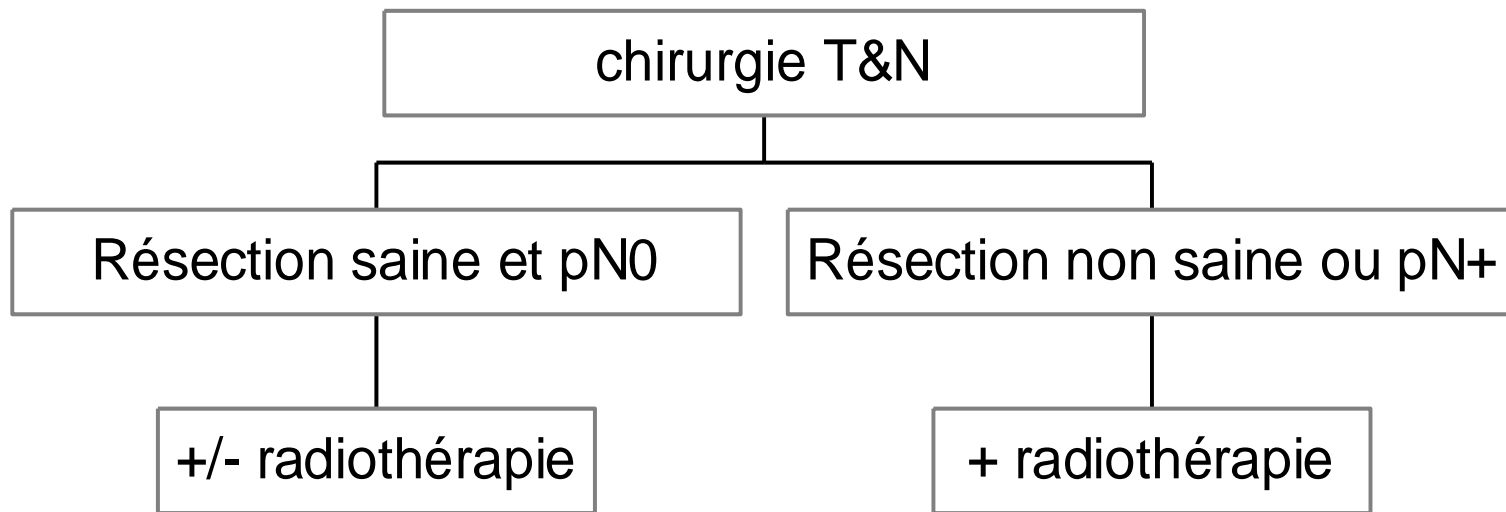 chirurgie T&N
Résection saine et pN0
Résection non saine ou pN+
+/- radiothérapie
+ radiothérapie